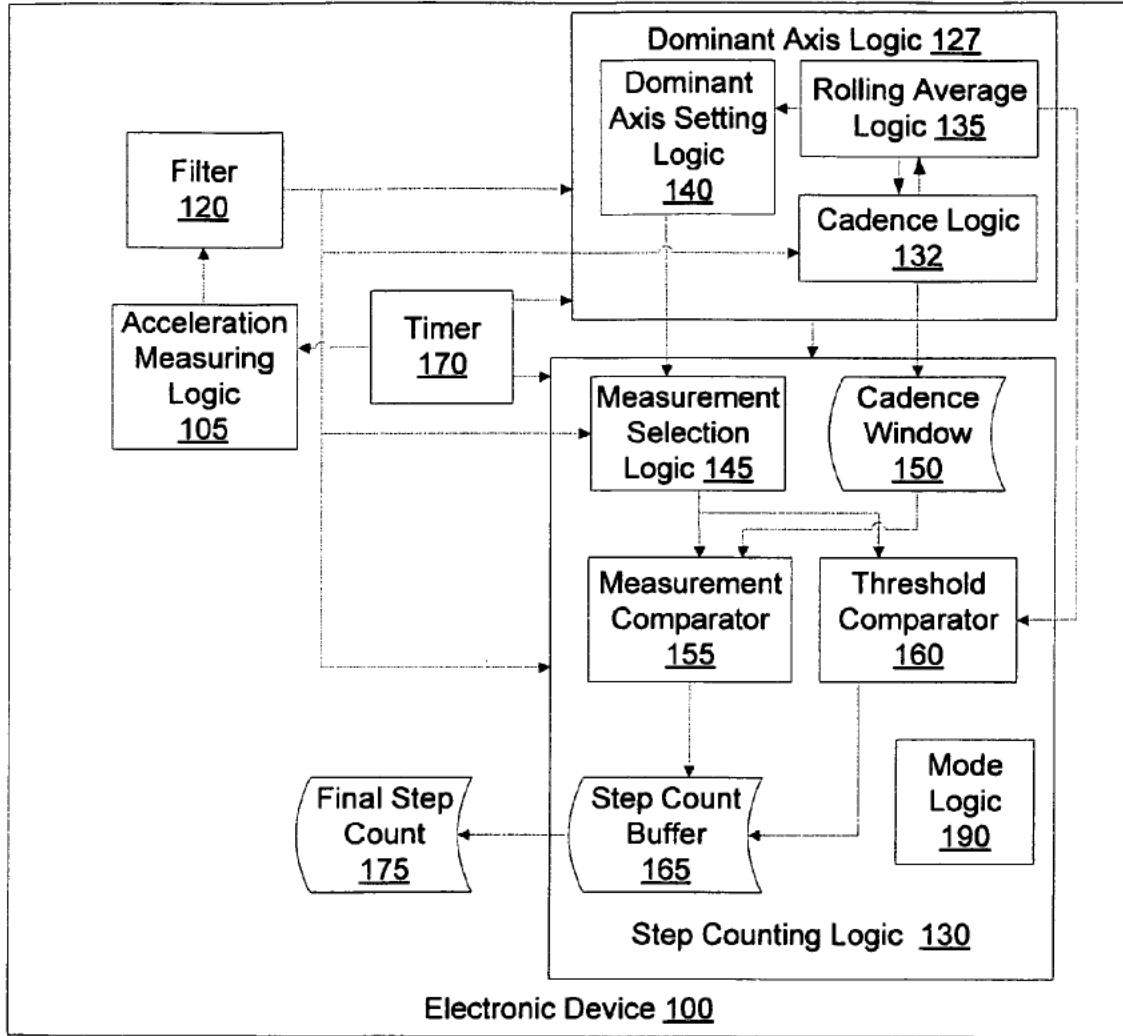 Dominant Axis Logic 127
Dominant
Axis Setting
Logic
140
Rolling Average
Logic 135
Filter
120
Cadence Logic
132
Acceleration
Measuring
Logic
105
Timer
170
Measurement
Selection
Logic 145
Cadence
Window
150
Measurement
Comparator
155
Threshold
Comparator
160
Final Step
Count
175
Step Count
Buffer
165
Mode
Logic
190
Step Counting Logic 130
Electronic Device 100